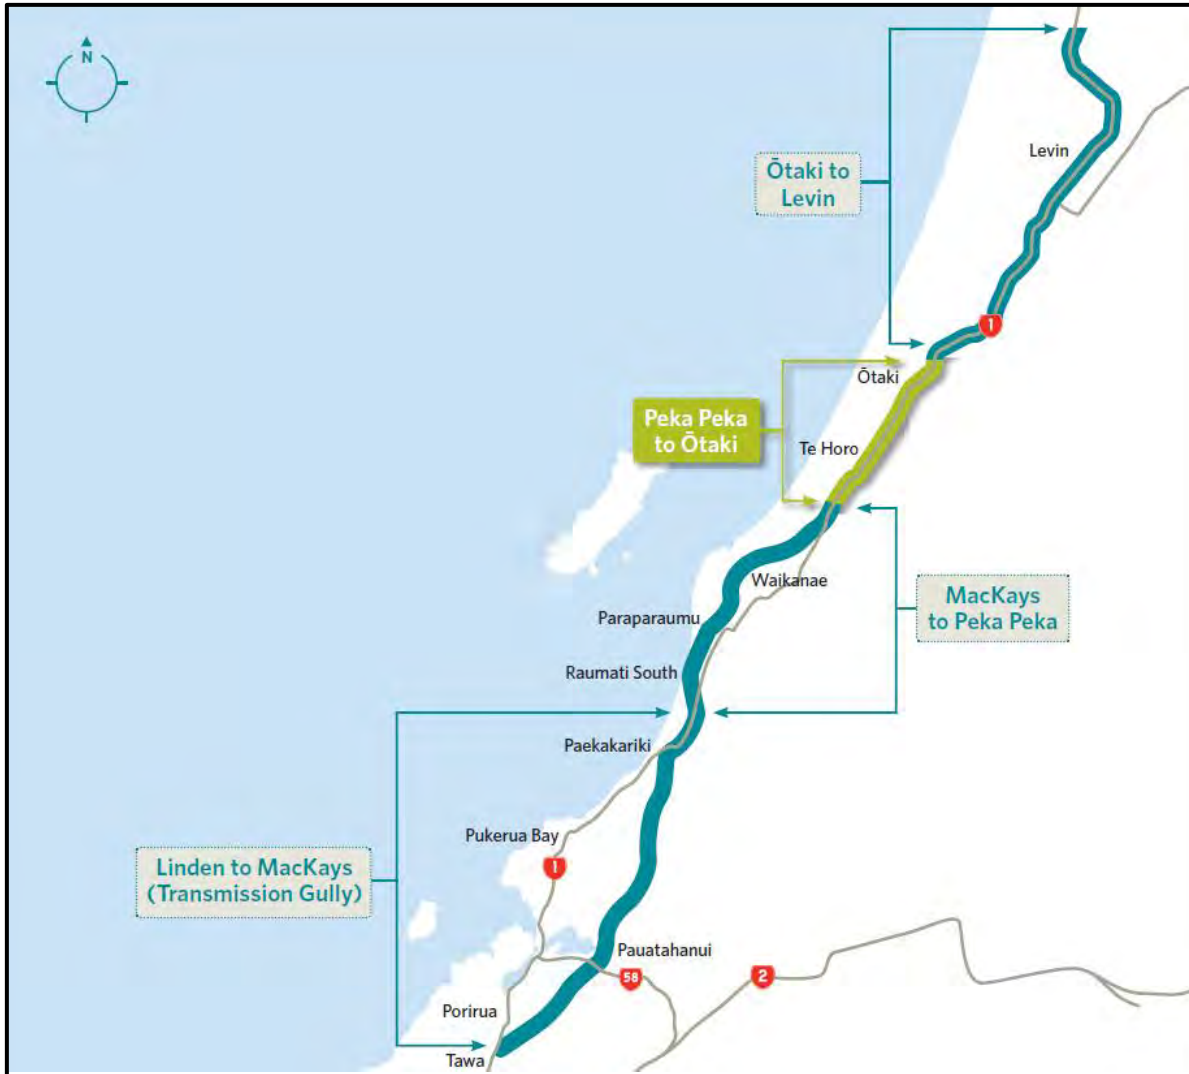 N
Levin
Ōtaki to
Levin
1
Ōtaki
Peka Peka
to Ōtaki
Te Horo
Waikanae
MacKays
to Peka Peka
Paraparaumu
Raumati South
Paekakariki
Pukerua Bay
1
Linden to MacKays
(Transmission Gully)
Pauatahanui
58
2
Porirua
Tawa